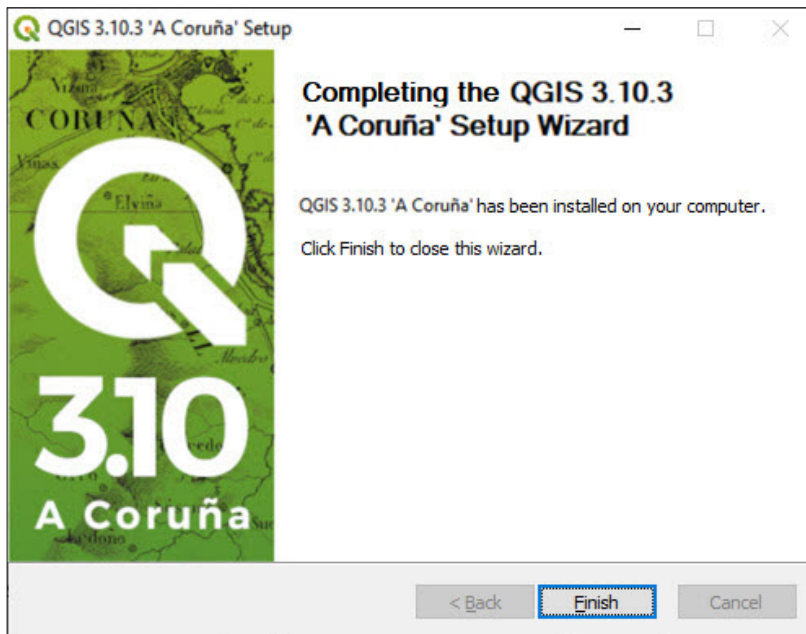 QGIS 3.10.3 'A Coruña' Setup
Completing the QGIS 3.10.3
'A Coruña' Setup Wizard
QGIS 3.10.3 'A Coruña' has been installed on your computer.
Click Finish to close this wizard.
CORUÑA
Elviña
3.10
A Coruña
< Back
Finish
Cancel